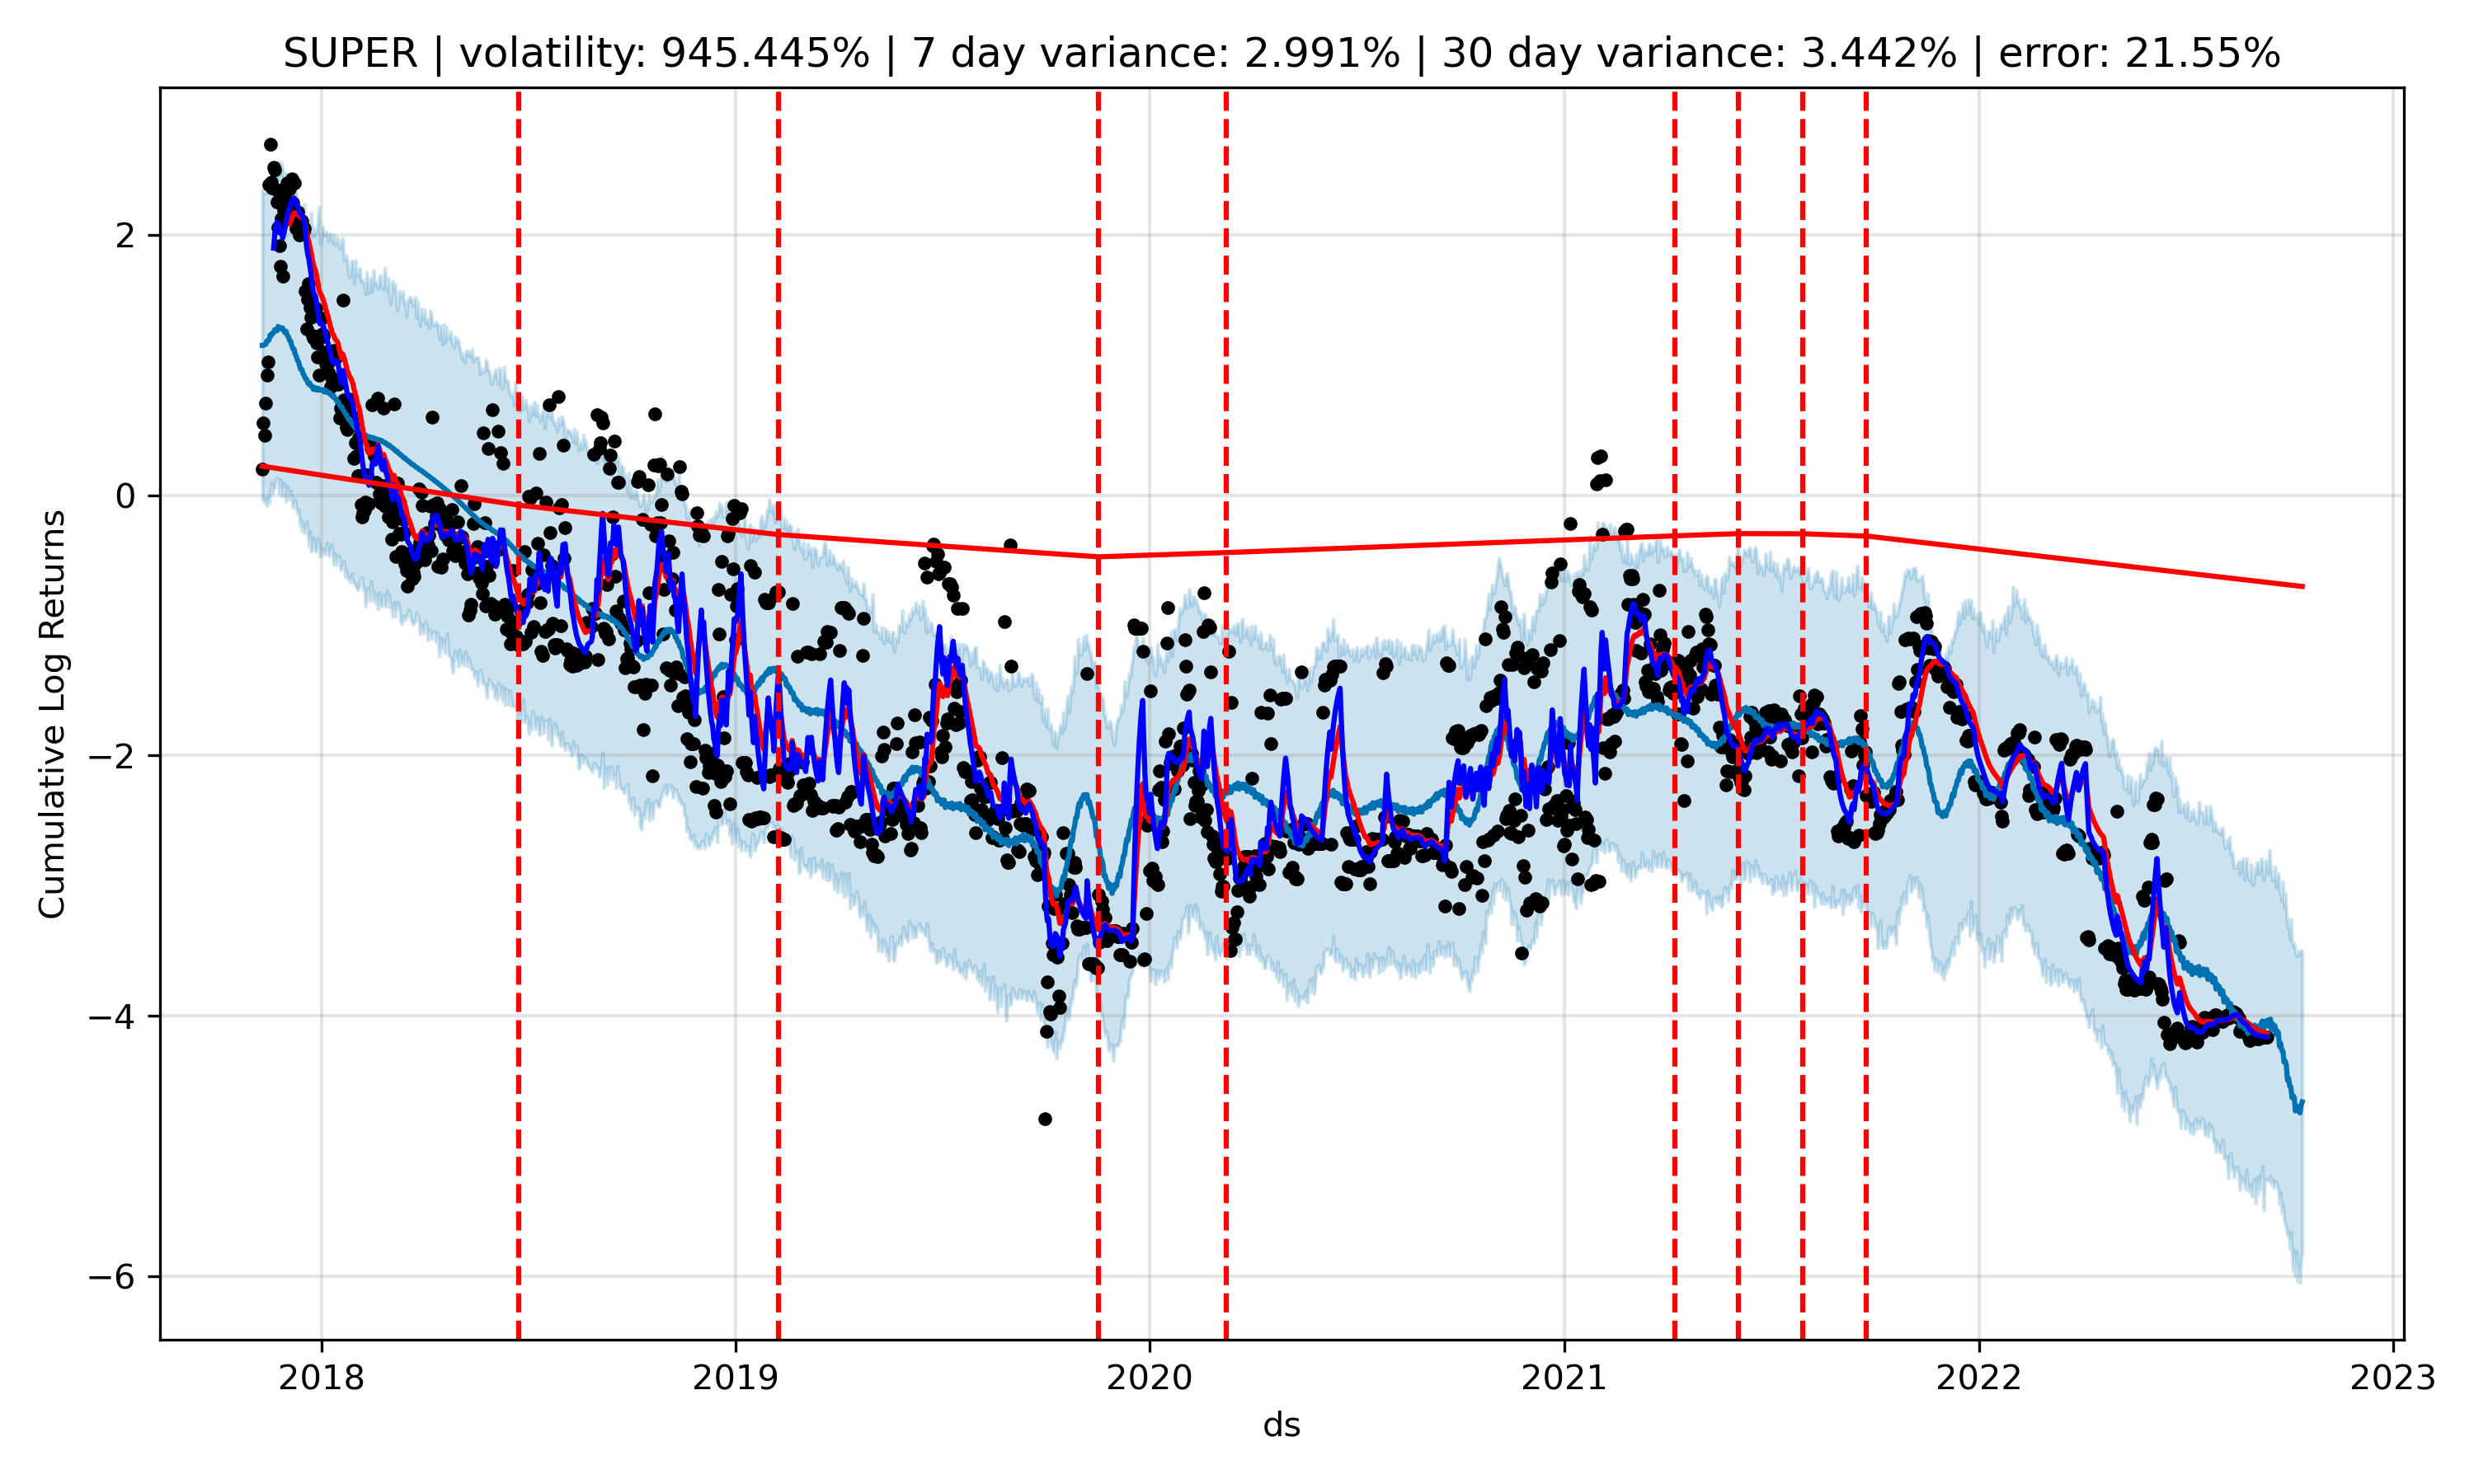 SUPER | volatility: 945.445% | 7 day variance: 2.991% | 30 day variance: 3.442% | error: 21.55%
Cumulative Log Returns
2
0
−2
−4
−6
2018 2019 2020 2021 2022 2023
ds